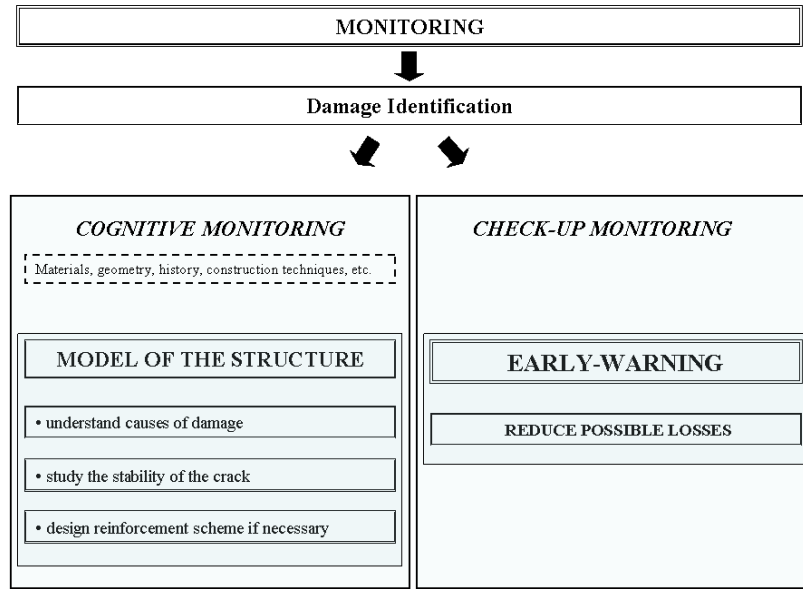 MONITORING
Damage Identification
COGNITIVE MONITORING
Materials, geometry, history, construction techniques, etc.
MODEL OF THE STRUCTURE
• understand causes of damage
• study the stability of the crack
• design reinforcement scheme if necessary
CHECK-UP MONITORING
EARLY-WARNING
REDUCE POSSIBLE LOSSES